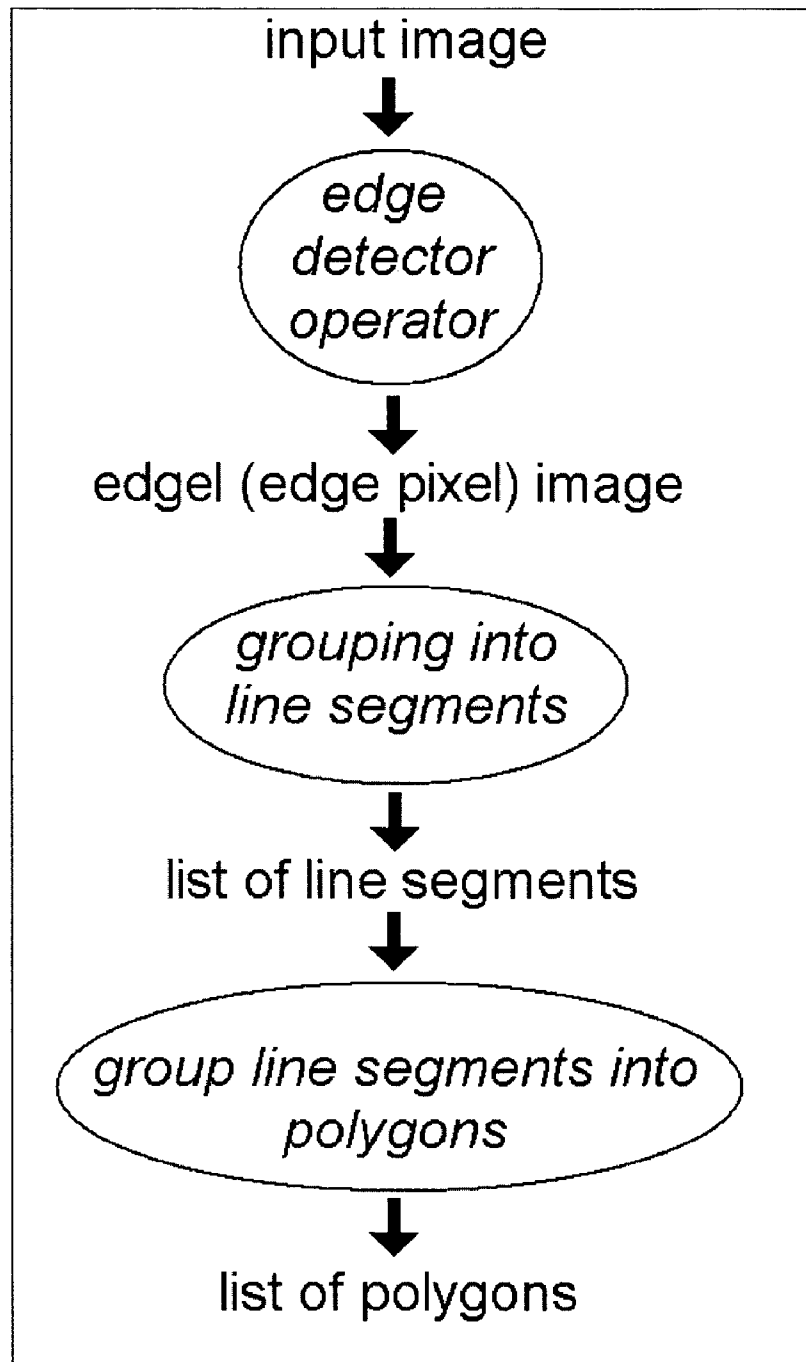 input image
edge
detector
operator
edgel (edge pixel) image
grouping into
line segments
list of line segments
group line segments into
polygons
list of polygons